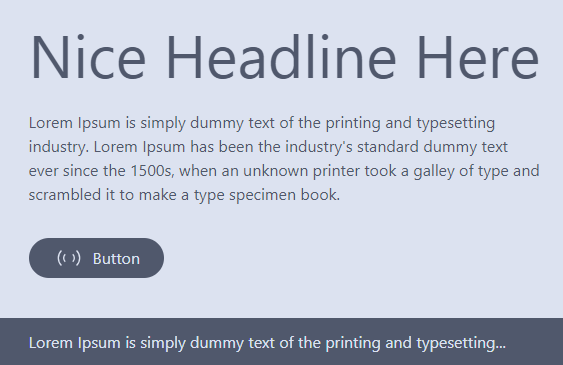 Nice Headline Here
Lorem Ipsum is simply dummy text of the printing and typesetting
industry. Lorem Ipsum has been the industry's standard dummy text
ever since the 1500s, when an unknown printer took a galley of type and
scrambled it to make a type specimen book.
Button
Lorem Ipsum is simply dummy text of the printing and typesetting...